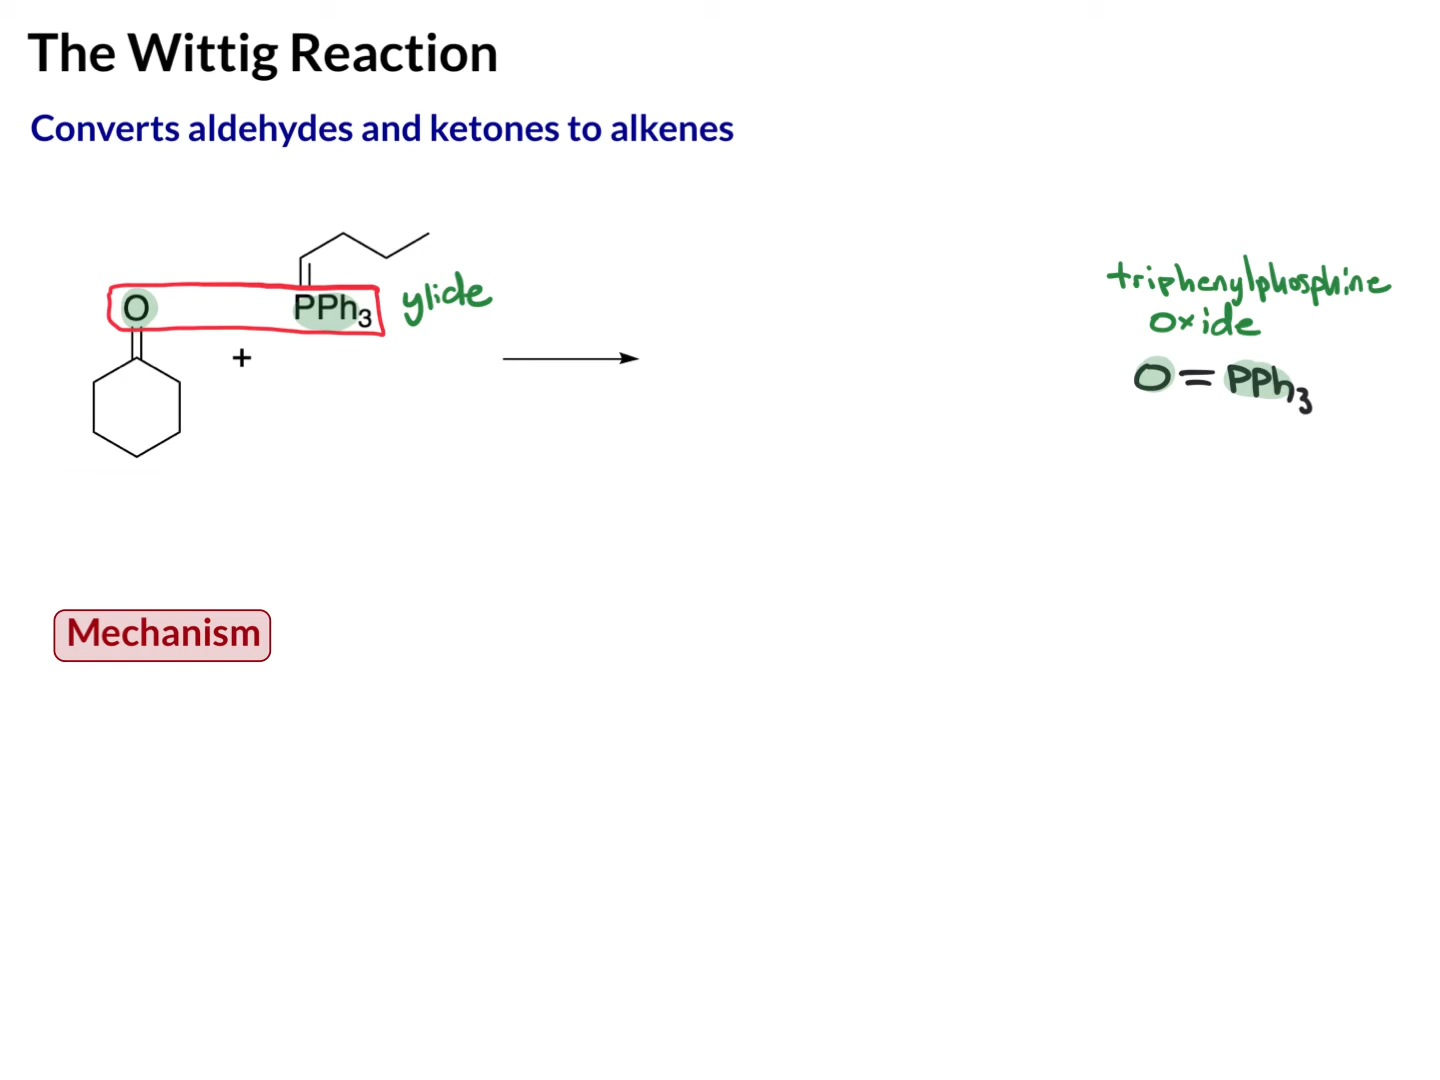 The Wittig Reaction
Converts aldehydes and ketones to alkenes
O
PPh₃
ylide
+
triphenylphosphine
oxide
O=PPh₃
Mechanism